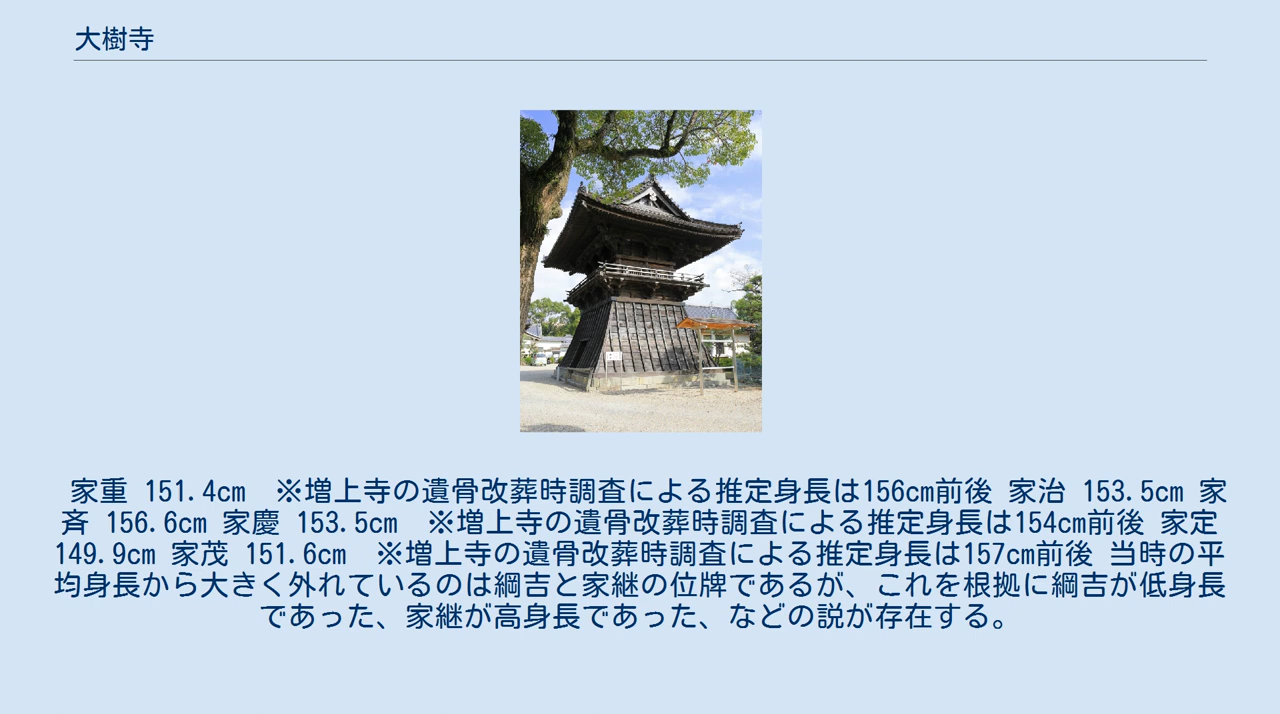 大樹寺
家重 151.4cm　※増上寺の遺骨改葬時調査による推定身長は156cm前後 家治 153.5cm 家
斉 156.6cm 家慶 153.5cm　※増上寺の遺骨改葬時調査による推定身長は154cm前後 家定
149.9cm 家茂 151.6cm　※増上寺の遺骨改葬時調査による推定身長は157cm前後 当時の平
均身長から大きく外れているのは綱吉と家継の位牌であるが、これを根拠に綱吉が低身長
であった、家継が高身長であった、などの説が存在する。